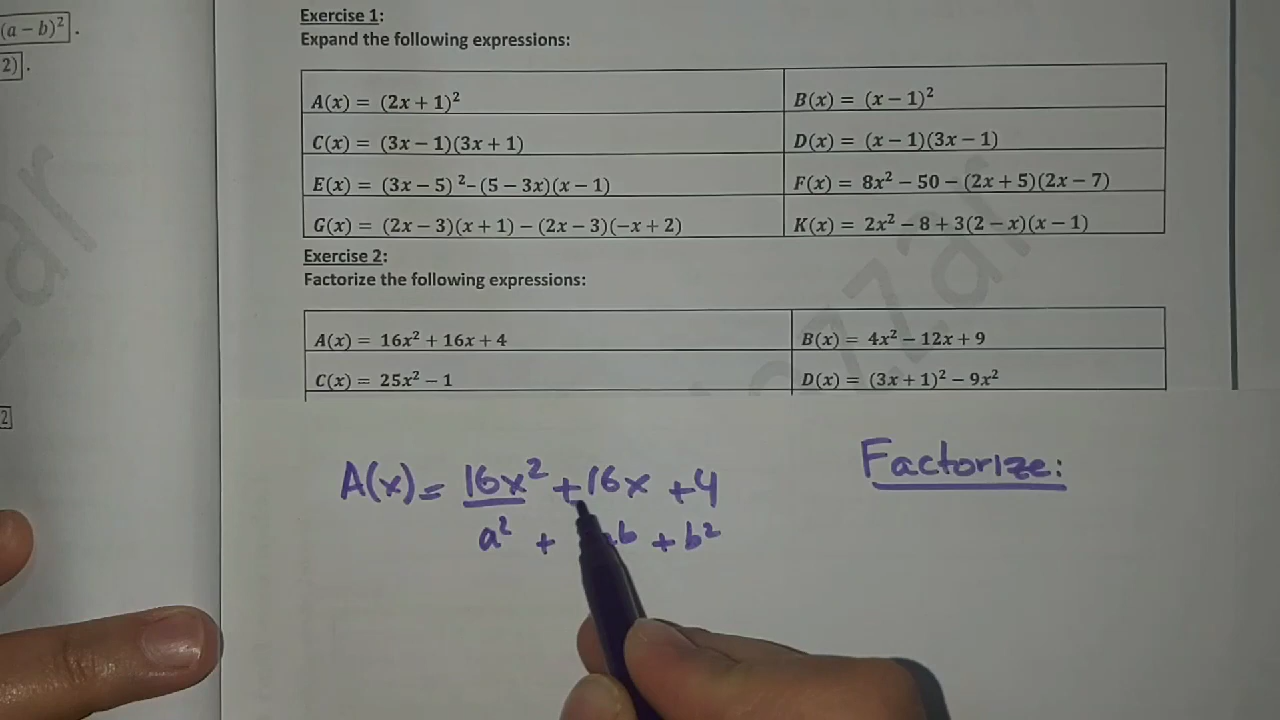 (a − b)² .
2) .
2
Exercise 1:
Expand the following expressions:
A(x) = (2x + 1)²
B(x) = (x − 1)²
C(x) = (3x − 1)(3x + 1)
D(x) = (x − 1)(3x − 1)
E(x) = (3x − 5) ²− (5 − 3x)(x − 1)
F(x) = 8x² − 50 − (2x + 5)(2x − 7)
G(x) = (2x − 3)(x + 1) − (2x − 3)(−x + 2)
K(x) = 2x² − 8 + 3(2 − x)(x − 1)
Exercise 2:
Factorize the following expressions:
A(x) = 16x² + 16x + 4
B(x) = 4x² − 12x + 9
C(x) = 25x² − 1
D(x) = (3x + 1)² − 9x²
Factorize:
A(x) = 16x² + 16x + 4
a² + ab + b²